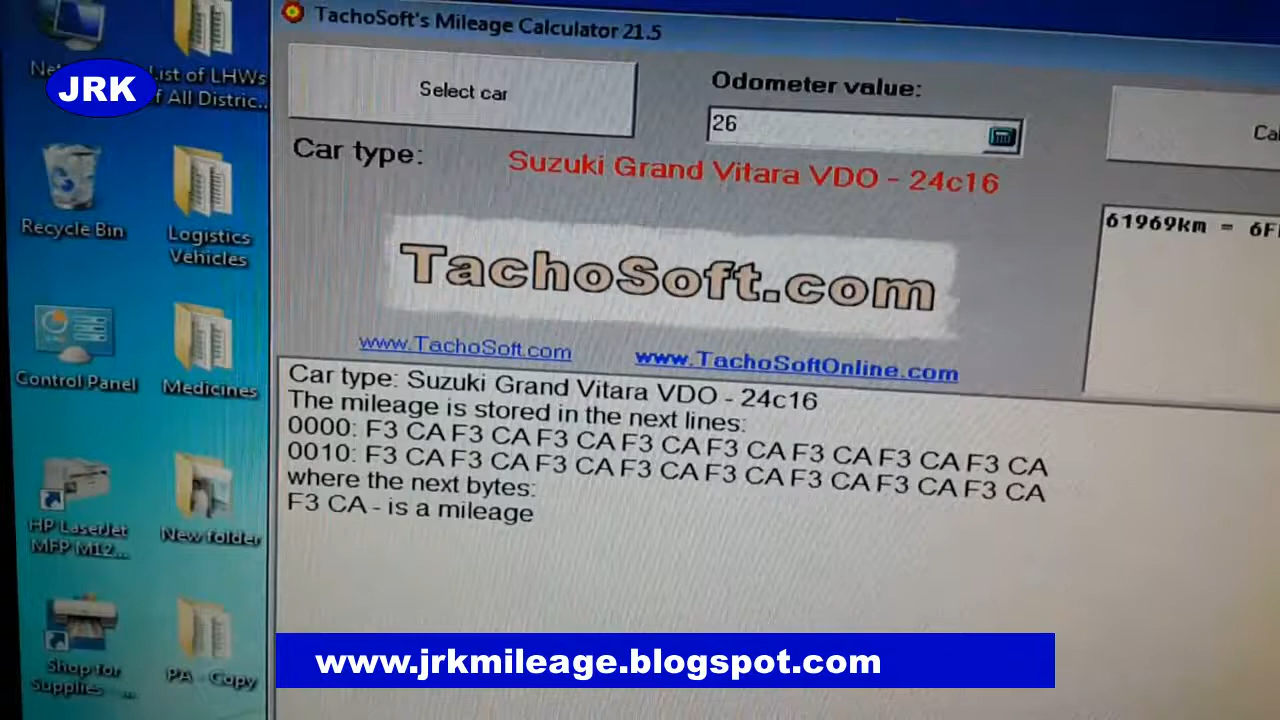 TachoSoft's Mileage Calculator 21.5
JRK
List of LHWs
of All Distric...
Recycle Bin
Logistics
Vehicles
Control Panel
Medicines
HP LaserJet
MFP M12...
New folder
Shop for
Supplies - ...
PA - Copy
Select car
Odometer value:
26
Car type:
Suzuki Grand Vitara VDO - 24c16
61969km = 6F
TachoSoft.com
www.TachoSoft.com
www.TachoSoftOnline.com
Car type: Suzuki Grand Vitara VDO - 24c16
The mileage is stored in the next lines:
0000: F3 CA F3 CA F3 CA F3 CA F3 CA F3 CA F3 CA F3 CA
0010: F3 CA F3 CA F3 CA F3 CA F3 CA F3 CA F3 CA F3 CA
where the next bytes:
F3 CA - is a mileage
www.jrkmileage.blogspot.com